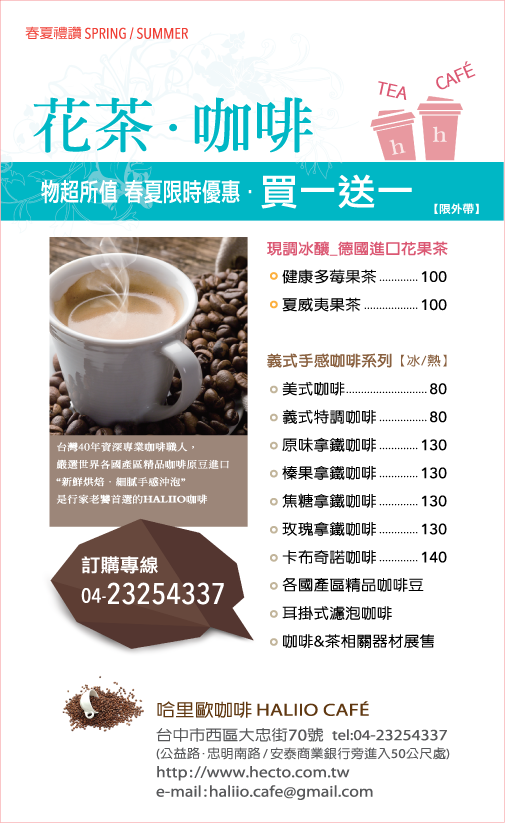 春夏禮讚 SPRING / SUMMER
TEA
CAFÉ
花茶·咖啡
h
h
物超所值 春夏限時優惠·買一送一
【限外帶】
現調冰釀_德國進口花果茶
健康多莓果茶 ............. 100
夏威夷果茶 .................. 100
義式手感咖啡系列【冰/熱】
美式咖啡........................... 80
義式特調咖啡 ................ 80
原味拿鐵咖啡 ............. 130
榛果拿鐵咖啡 ............. 130
焦糖拿鐵咖啡 ............. 130
玫瑰拿鐵咖啡 ............. 130
卡布奇諾咖啡 ............. 140
各國產區精品咖啡豆
耳掛式濾泡咖啡
咖啡&茶相關器材展售
台灣40年資深專業咖啡職人，
嚴選世界各國產區精品咖啡原豆進口
“新鮮烘焙．細膩手感沖泡”
是行家老饕首選的HALIIO咖啡
訂購專線
04-23254337
哈里歐咖啡 HALIIO CAFÉ
台中市西區大忠街70號 tel:04-23254337
(公益路·忠明南路 / 安泰商業銀行旁進入50公尺處)
http://www.hecto.com.tw
e-mail:haliio.cafe@gmail.com